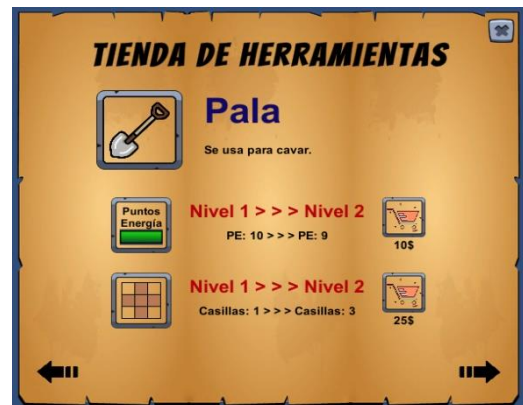 TIENDA DE HERRAMIENTAS
Pala
Se usa para cavar.
Puntos
Energía
Nivel 1 > > > Nivel 2
PE: 10 > > > PE: 9
10$
Nivel 1 > > > Nivel 2
Casillas: 1 > > > Casillas: 3
25$